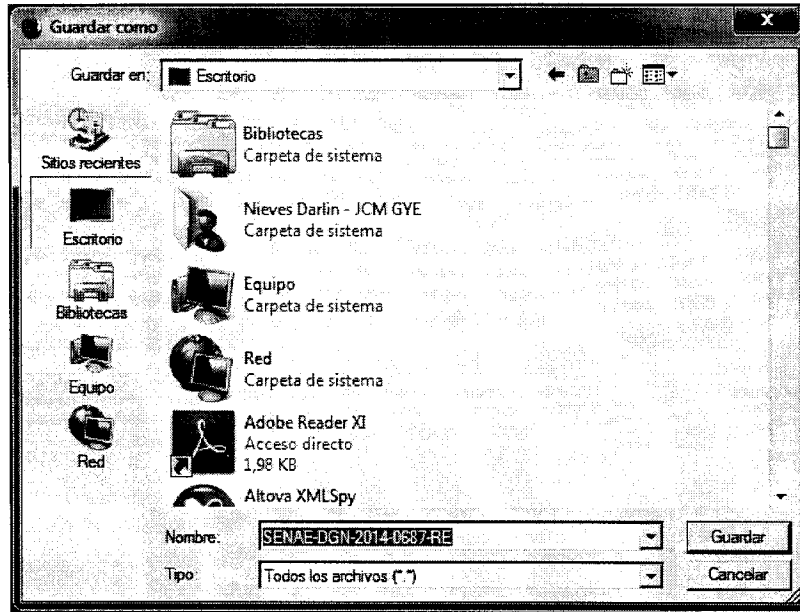 Guardar como
x
Guardar en: Escritorio
Sitios recientes
Escritorio
Bibliotecas
Equipo
Red
Bibliotecas
Carpeta de sistema
Nieves Darlin - JCM GYE
Carpeta de sistema
Equipo
Carpeta de sistema
Red
Carpeta de sistema
Adobe Reader XI
Acceso directo
1,98 KB
Altova XMLSpy
Nombre: SENAE-DGN-2014-0687-RE Guardar
Tipo: Todos los archivos (*.*) Cancelar